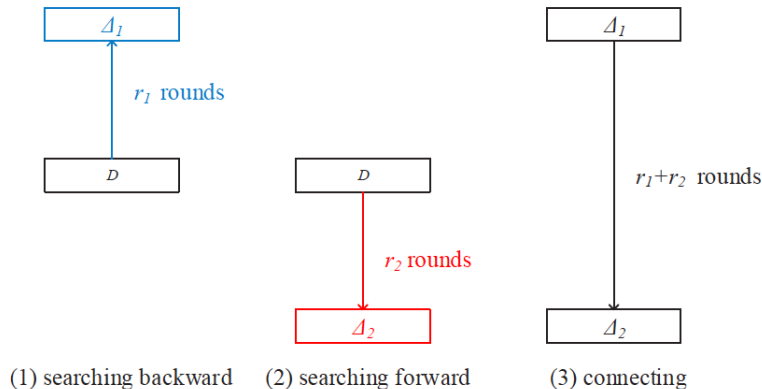 Δ1
Δ1
r1 rounds
D
D
r1+r2 rounds
r2 rounds
Δ2
Δ2
(1) searching backward
(2) searching forward
(3) connecting